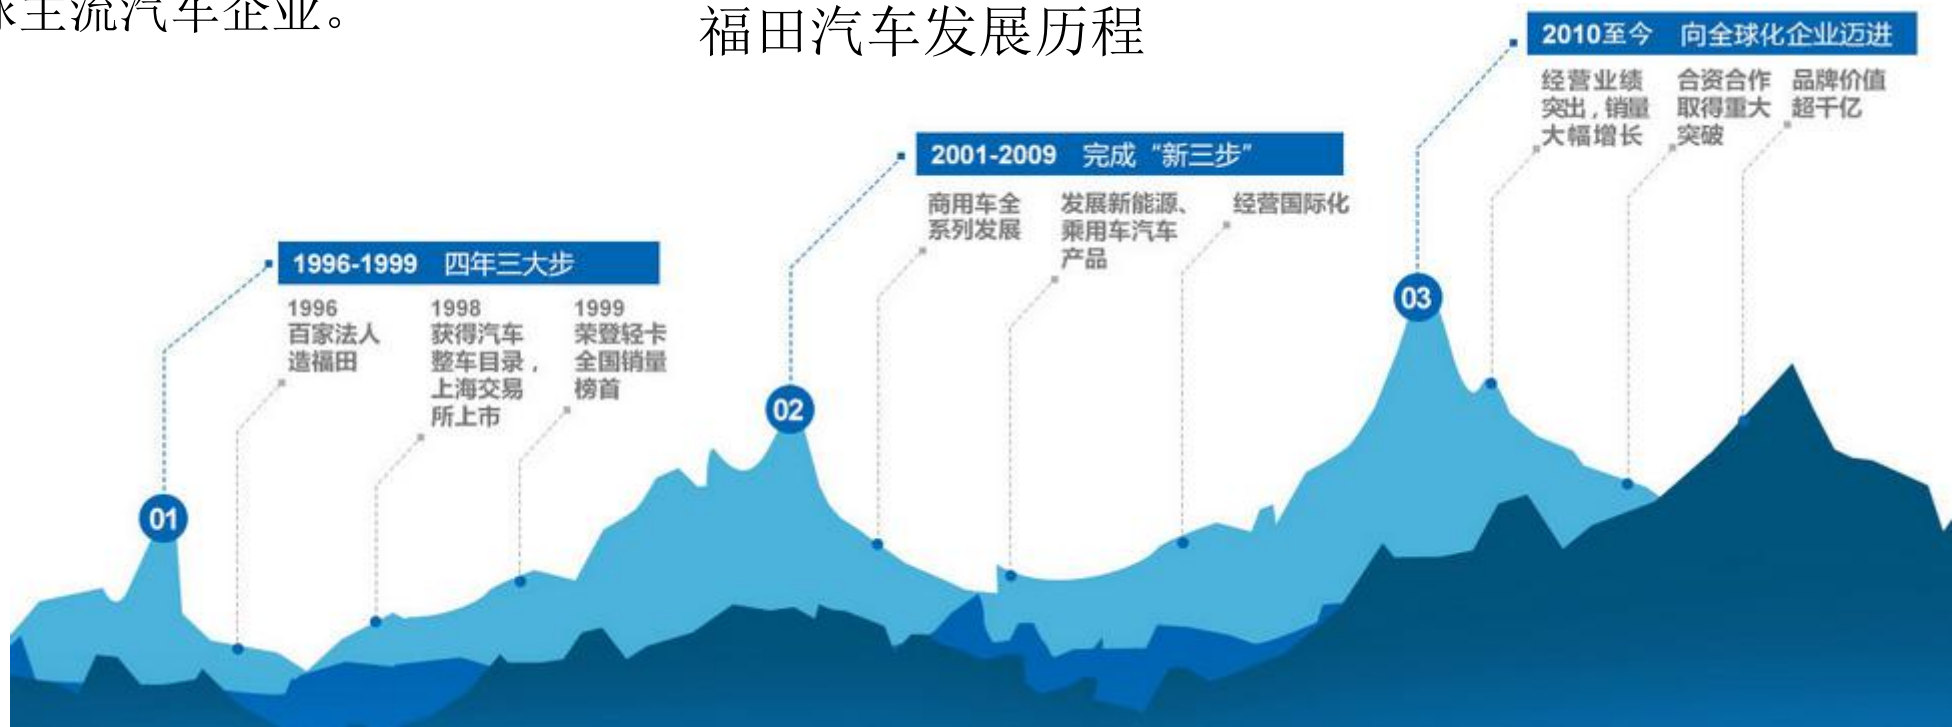 球主流汽车企业。
福田汽车发展历程
01
1996-1999 四年三大步
1996
百家法人
造福田
1998
获得汽车
整车目录，
上海交易
所上市
1999
荣登轻卡
全国销量
榜首
02
2001-2009 完成“新三步”
商用车全
系列发展
发展新能源、
乘用车汽车
产品
经营国际化
03
2010至今 向全球化企业迈进
经营业绩
突出，销量
大幅增长
合资合作
取得重大
突破
品牌价值
超千亿